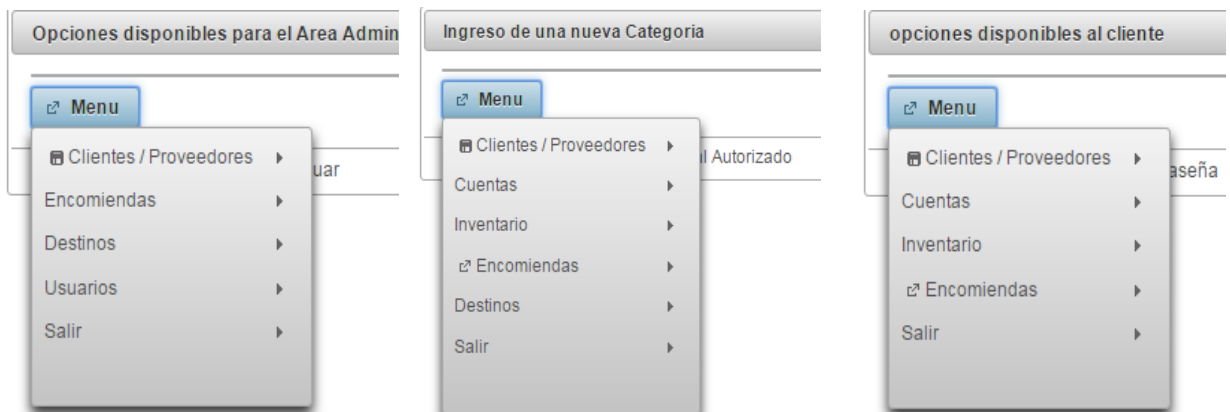 Opciones disponibles para el Area Admin
Menu
Clientes / Proveedores
uar
Encomiendas
Destinos
Usuarios
Salir
Ingreso de una nueva Categoria
Menu
Clientes / Proveedores
al Autorizado
Cuentas
Inventario
Encomiendas
Destinos
Salir
opciones disponibles al cliente
Menu
Clientes / Proveedores
aseña
Cuentas
Inventario
Encomiendas
Salir